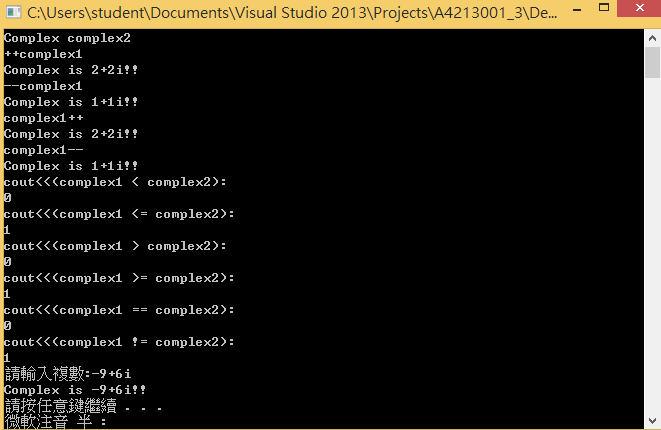 C:\Users\student\Documents\Visual Studio 2013\Projects\A4213001_3\De...
Complex complex2
++complex1
Complex is 2+2i!!
--complex1
Complex is 1+1i!!
complex1++
Complex is 2+2i!!
complex1--
Complex is 1+1i!!
cout<<(complex1 < complex2):
0
cout<<(complex1 <= complex2):
1
cout<<(complex1 > complex2):
0
cout<<(complex1 >= complex2):
1
cout<<(complex1 == complex2):
0
cout<<(complex1 != complex2):
1
請輸入複數:-9+6i
Complex is -9+6i!!
請按任意鍵繼續 . . .
微軟注音 半 :